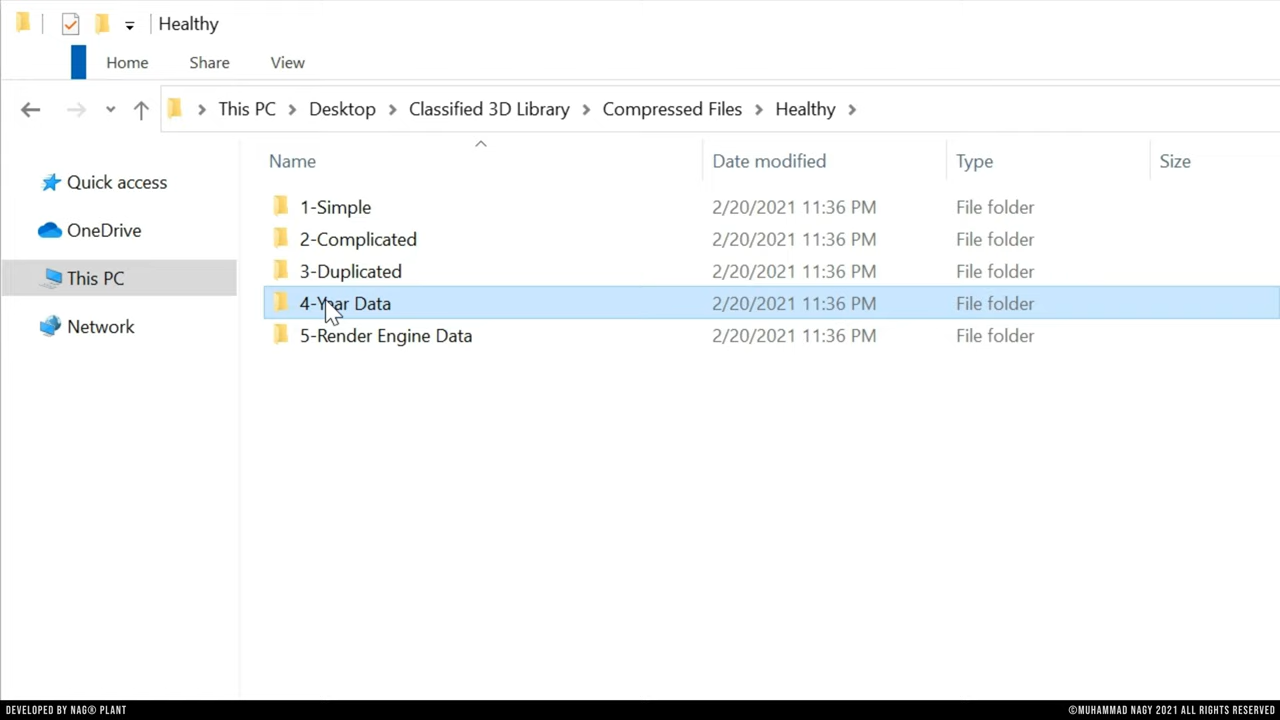 Healthy
Home Share View
This PC Desktop Classified 3D Library Compressed Files Healthy
Name Date modified Type Size
Quick access
OneDrive
This PC
Network
1-Simple 2/20/2021 11:36 PM File folder
2-Complicated 2/20/2021 11:36 PM File folder
3-Duplicated 2/20/2021 11:36 PM File folder
4-Year Data 2/20/2021 11:36 PM File folder
5-Render Engine Data 2/20/2021 11:36 PM File folder
DEVELOPED BY NAG® PLANT
©MUHAMMAD NAGY 2021 ALL RIGHTS RESERVED